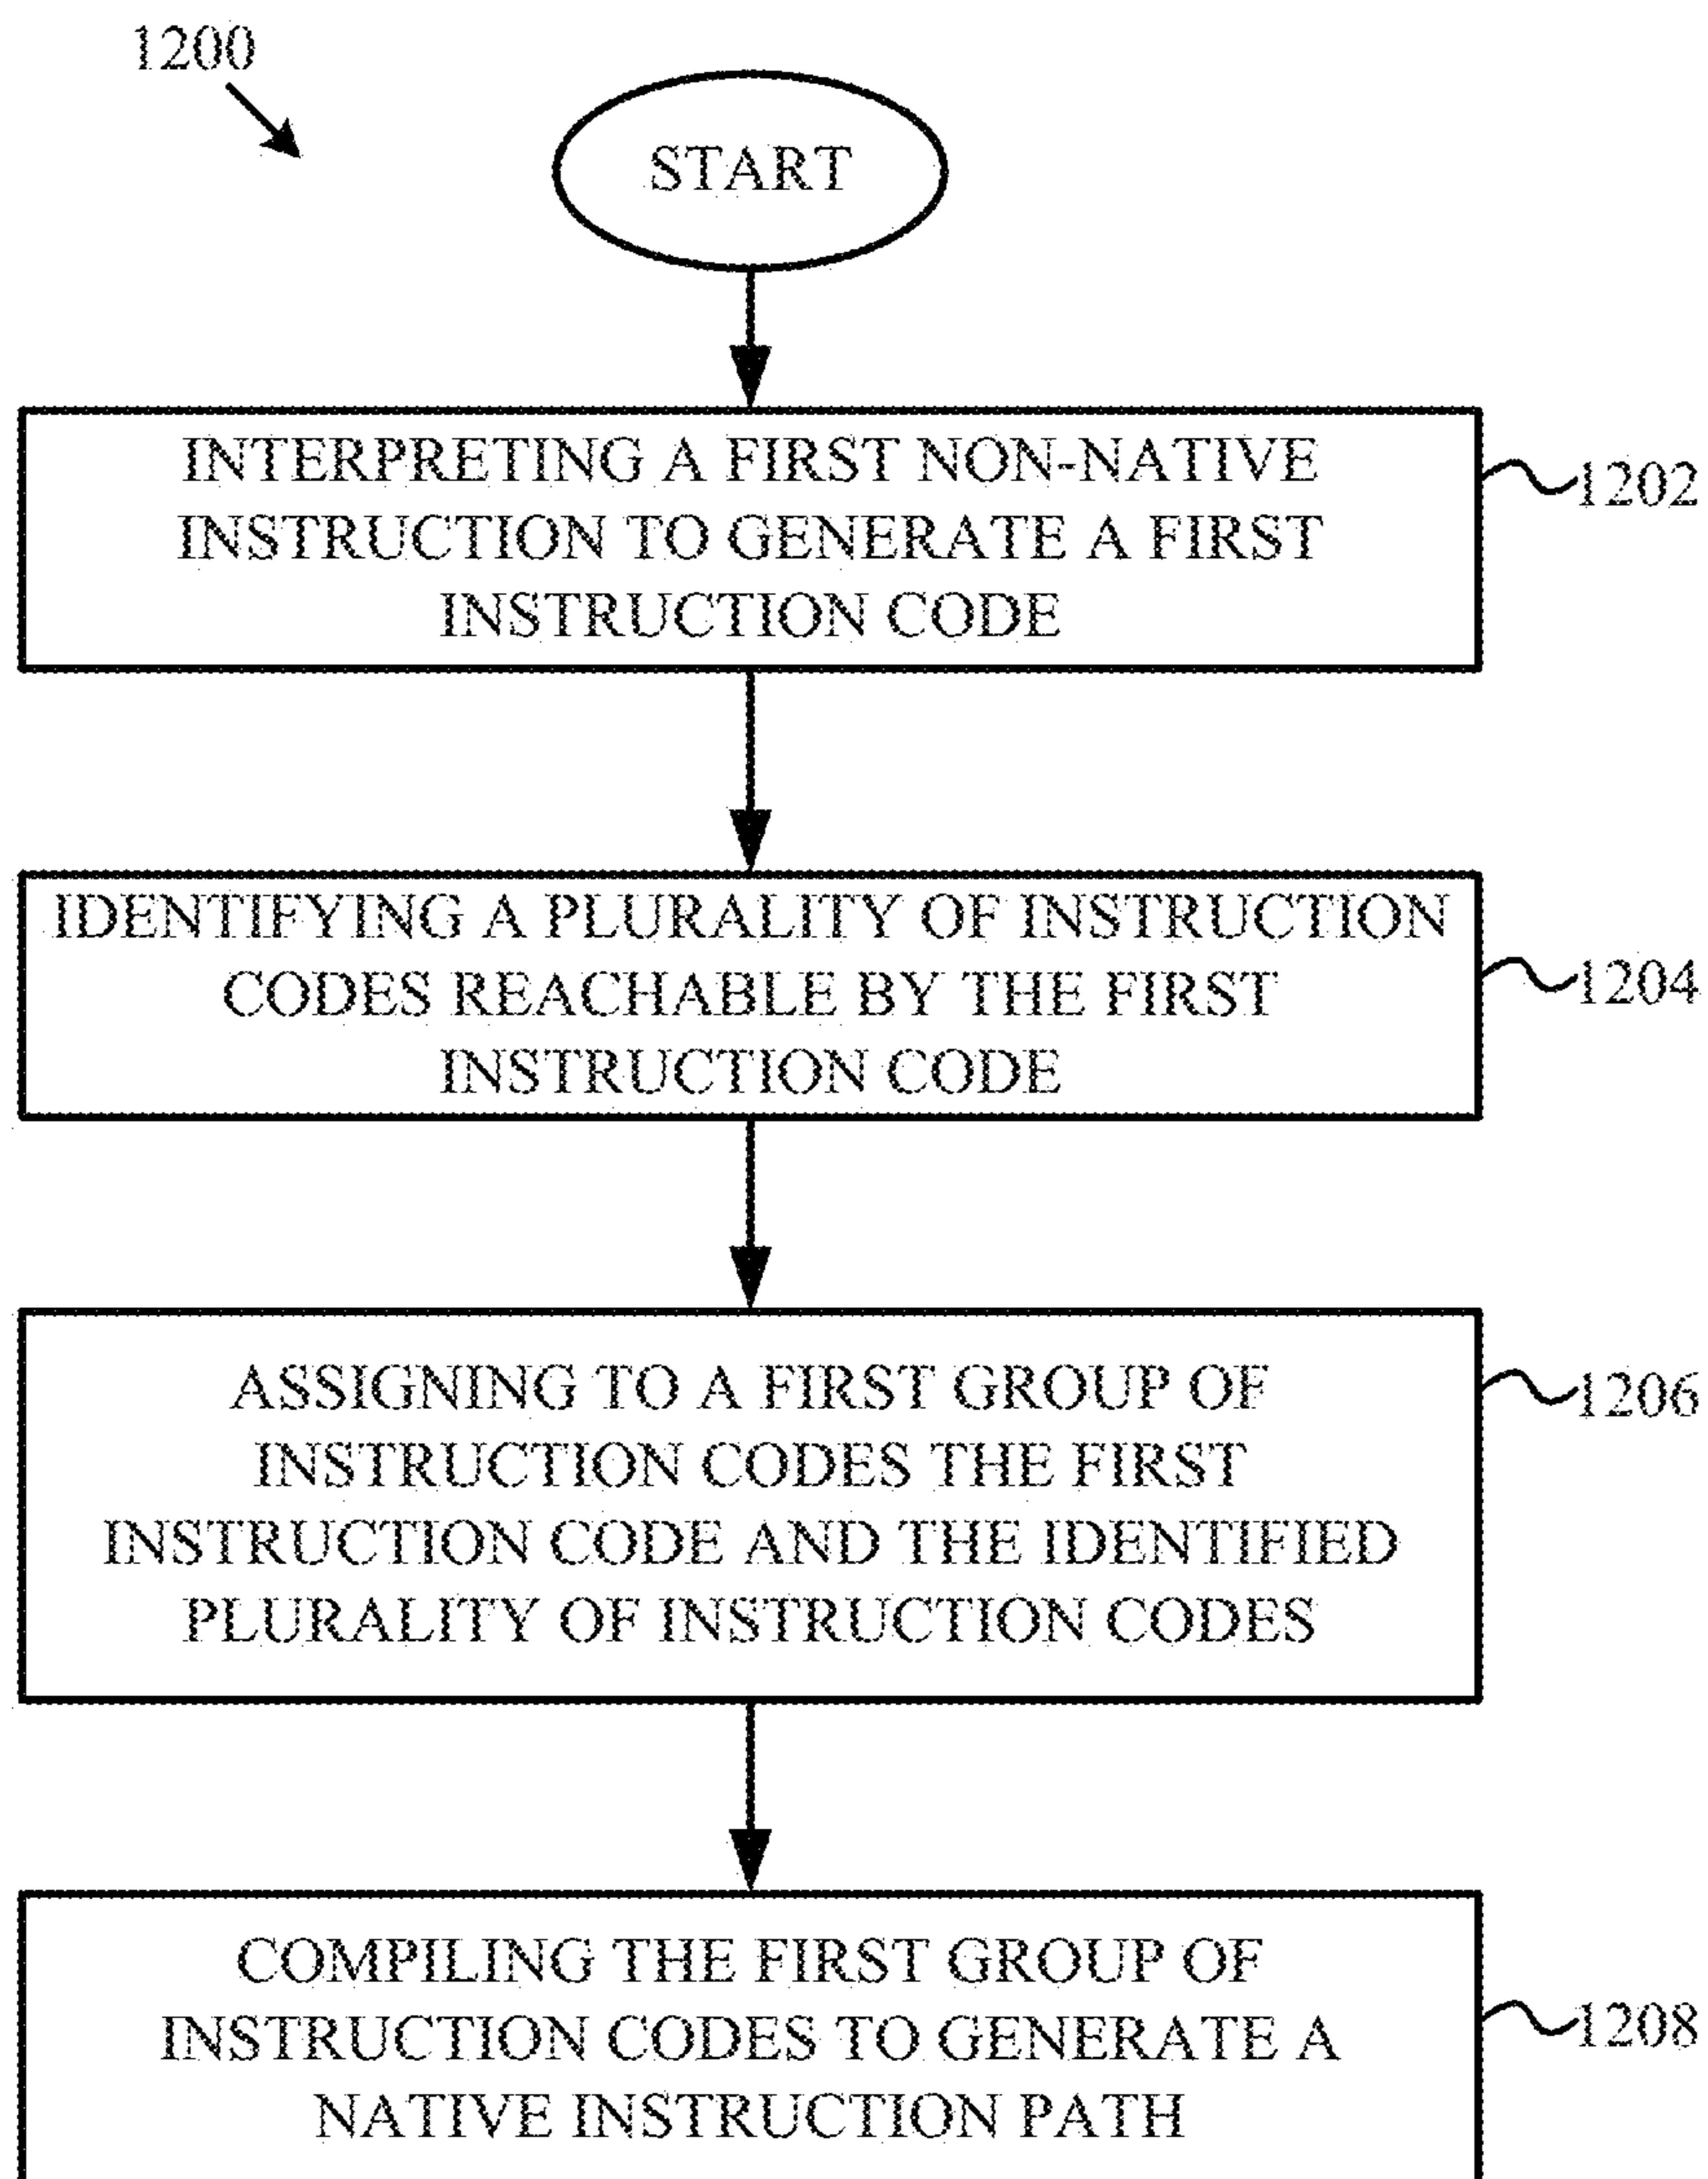 1200
START
INTERPRETING A FIRST NON-NATIVE
INSTRUCTION TO GENERATE A FIRST
INSTRUCTION CODE
1202
IDENTIFYING A PLURALITY OF INSTRUCTION
CODES REACHABLE BY THE FIRST
INSTRUCTION CODE
1204
ASSIGNING TO A FIRST GROUP OF
INSTRUCTION CODES THE FIRST
INSTRUCTION CODE AND THE IDENTIFIED
PLURALITY OF INSTRUCTION CODES
1206
COMPILING THE FIRST GROUP OF
INSTRUCTION CODES TO GENERATE A
NATIVE INSTRUCTION PATH
1208